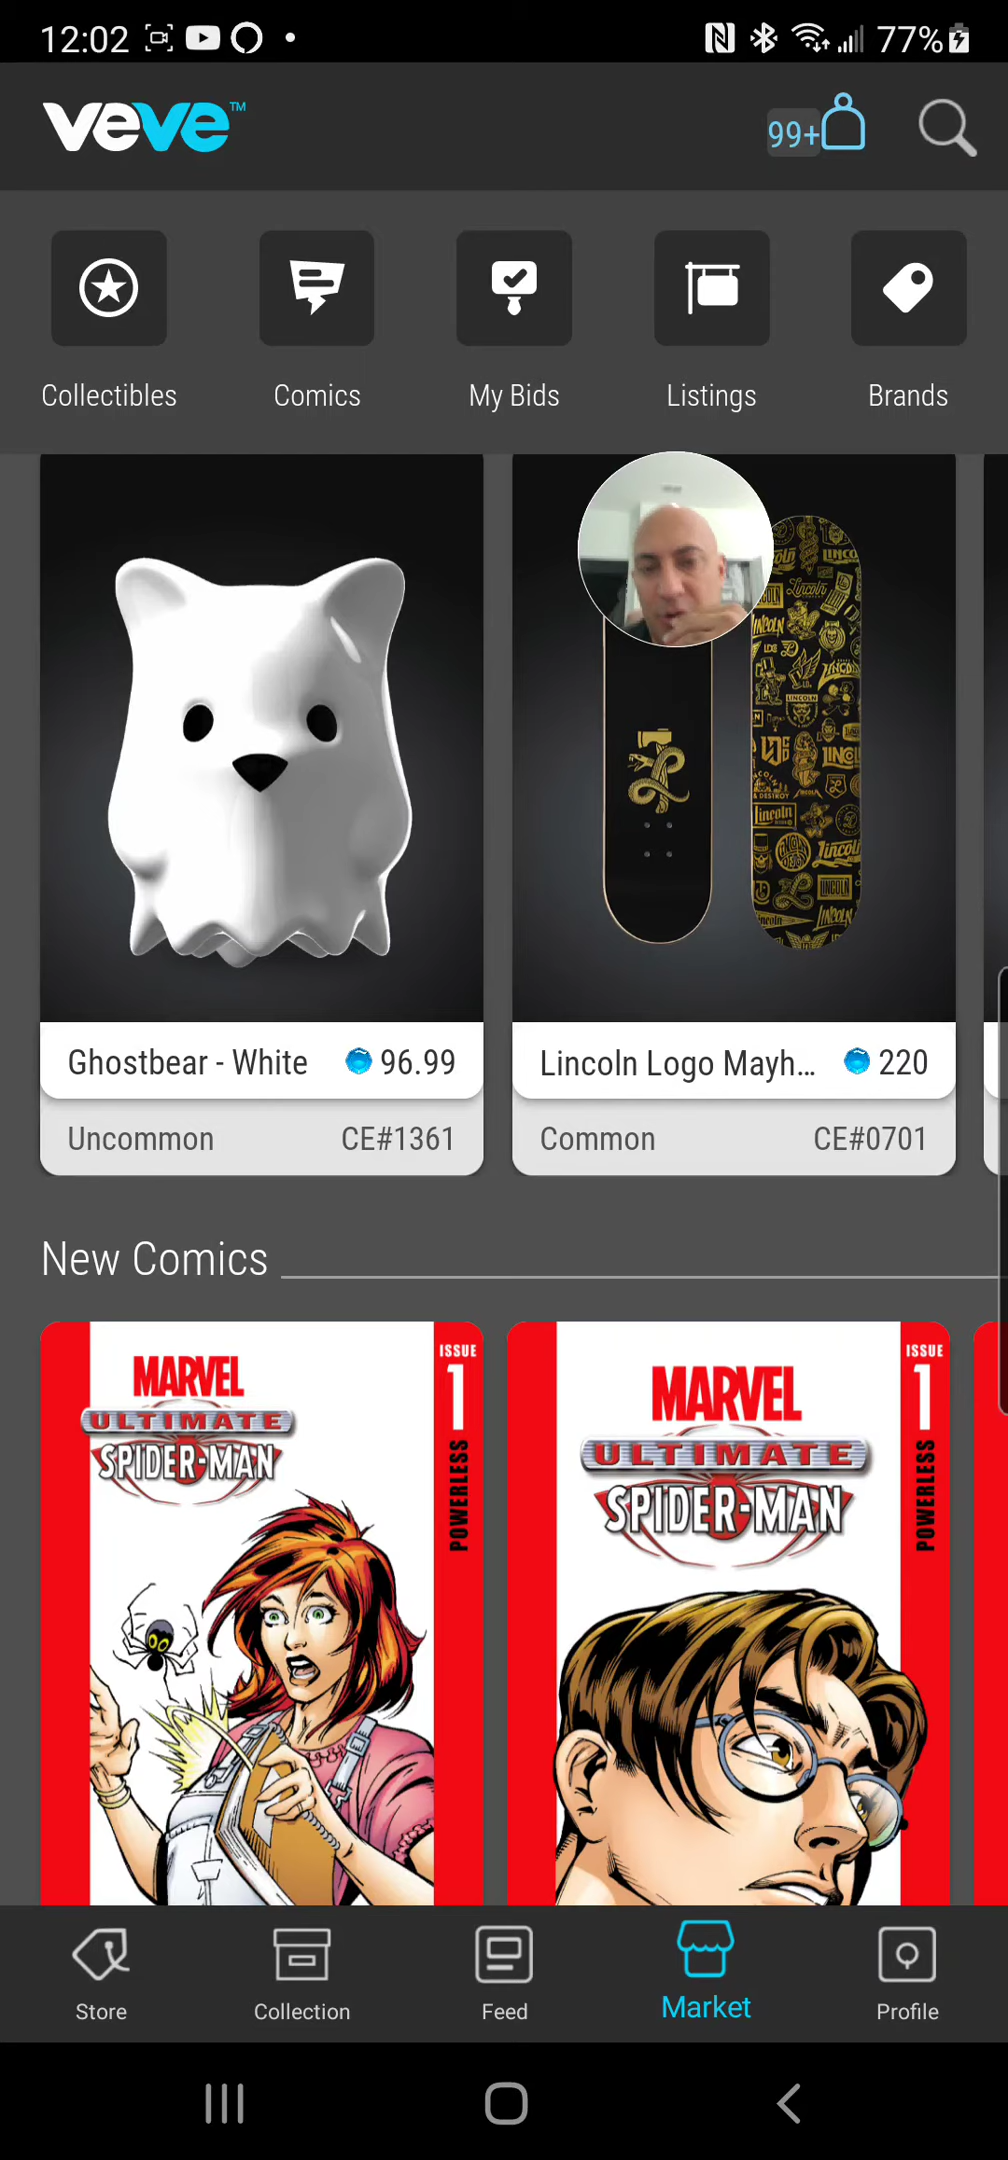 12:02
77%
veve™
99+
Collectibles
Comics
My Bids
Listings
Brands
Ghostbear - White
96.99
Uncommon
CE#1361
Lincoln Logo Mayh...
220
Common
CE#0701
New Comics
MARVEL
ULTIMATE
SPIDER-MAN
ISSUE
1
POWERLESS
MARVEL
ULTIMATE
SPIDER-MAN
ISSUE
1
POWERLESS
Store
Collection
Feed
Market
Profile